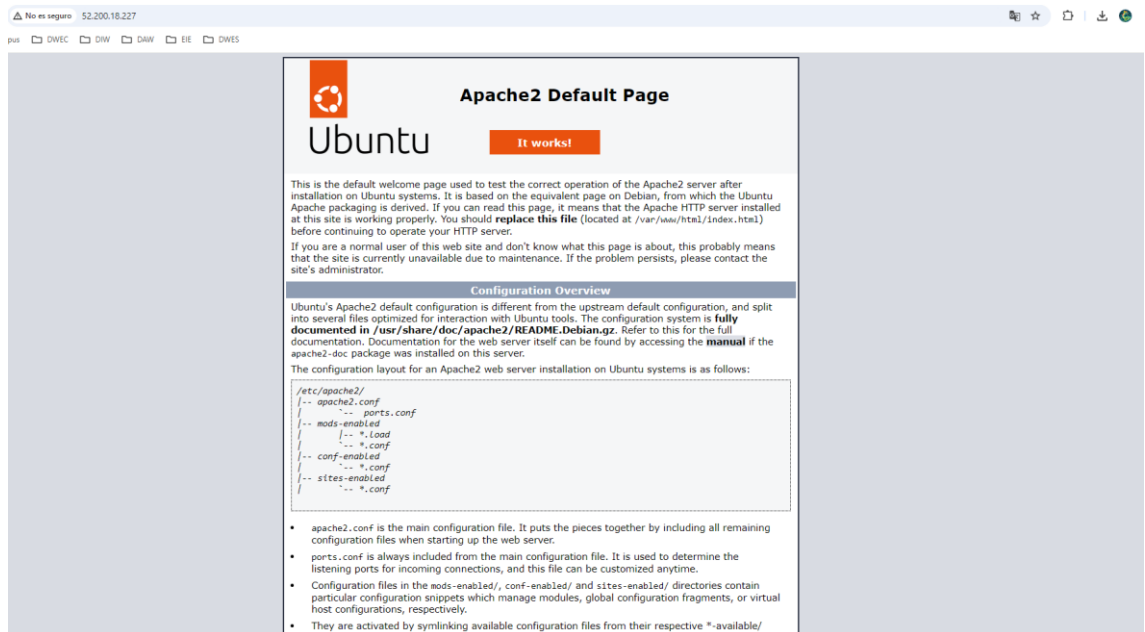 No es seguro 52.200.18.227
pus DWEC DIW DAW EIE DWES
Apache2 Default Page
Ubuntu
It works!
This is the default welcome page used to test the correct operation of the Apache2 server after
installation on Ubuntu systems. It is based on the equivalent page on Debian, from which the Ubuntu
Apache packaging is derived. If you can read this page, it means that the Apache HTTP server installed
at this site is working properly. You should replace this file (located at /var/www/html/index.html)
before continuing to operate your HTTP server.
If you are a normal user of this web site and don't know what this page is about, this probably means
that the site is currently unavailable due to maintenance. If the problem persists, please contact the
site's administrator.
Configuration Overview
Ubuntu's Apache2 default configuration is different from the upstream default configuration, and split
into several files optimized for interaction with Ubuntu tools. The configuration system is fully
documented in /usr/share/doc/apache2/README.Debian.gz. Refer to this for the full
documentation. Documentation for the web server itself can be found by accessing the manual if the
apache2-doc package was installed on this server.
The configuration layout for an Apache2 web server installation on Ubuntu systems is as follows:
/etc/apache2/
|-- apache2.conf
|       `--  ports.conf
|-- mods-enabled
|       |-- *.load
|       `-- *.conf
|-- conf-enabled
|       `-- *.conf
|-- sites-enabled
|       `-- *.conf
• apache2.conf is the main configuration file. It puts the pieces together by including all remaining
configuration files when starting up the web server.
• ports.conf is always included from the main configuration file. It is used to determine the
listening ports for incoming connections, and this file can be customized anytime.
• Configuration files in the mods-enabled/, conf-enabled/ and sites-enabled/ directories contain
particular configuration snippets which manage modules, global configuration fragments, or virtual
host configurations, respectively.
• They are activated by symlinking available configuration files from their respective *-available/